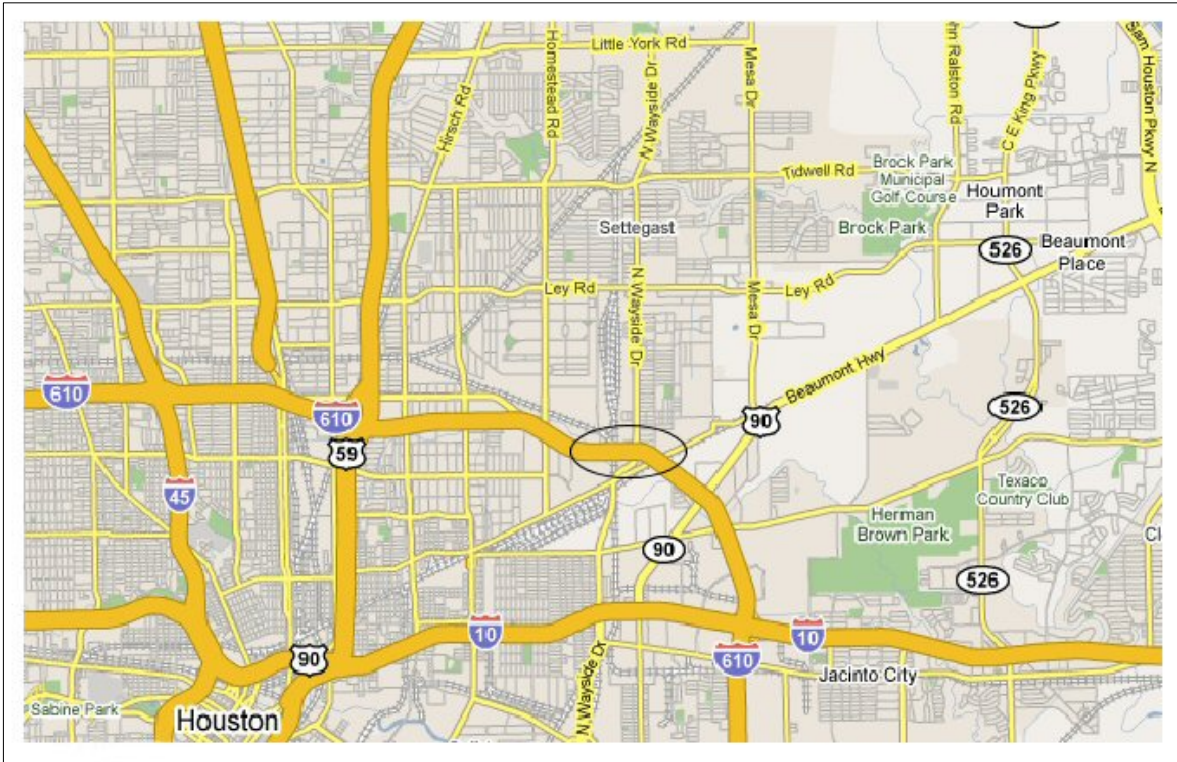 Little York Rd
Homestead Rd
N Wayside Dr
Mesa Dr
Hirsch Rd
C E King Pkwy
Sam Houston Pkwy N
Tidwell Rd
Brock Park
Municipal
Golf Course
Houmont
Park
Settegast
Brock Park
526
Beaumont
Place
Ley Rd
N Wayside Dr
Mesa Dr
Ley Rd
Beaumont Hwy
610
610
59
90
526
45
Texaco
Country Club
Herman
Brown Park
90
526
10
10
90
610
N Wayside Dr
Jacinto City
Sabine Park
Houston